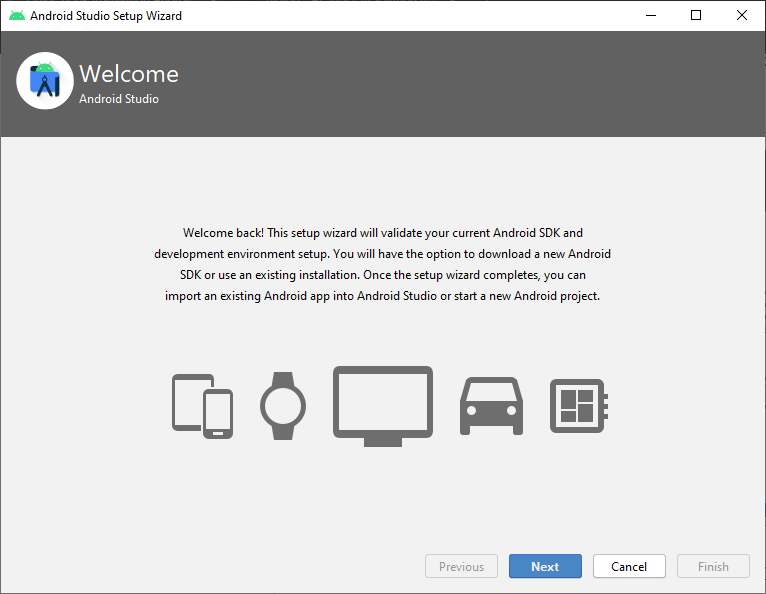 Android Studio Setup Wizard
Welcome
Android Studio
Welcome back! This setup wizard will validate your current Android SDK and
development environment setup. You will have the option to download a new Android
SDK or use an existing installation. Once the setup wizard completes, you can
import an existing Android app into Android Studio or start a new Android project.
Previous
Next
Cancel
Finish